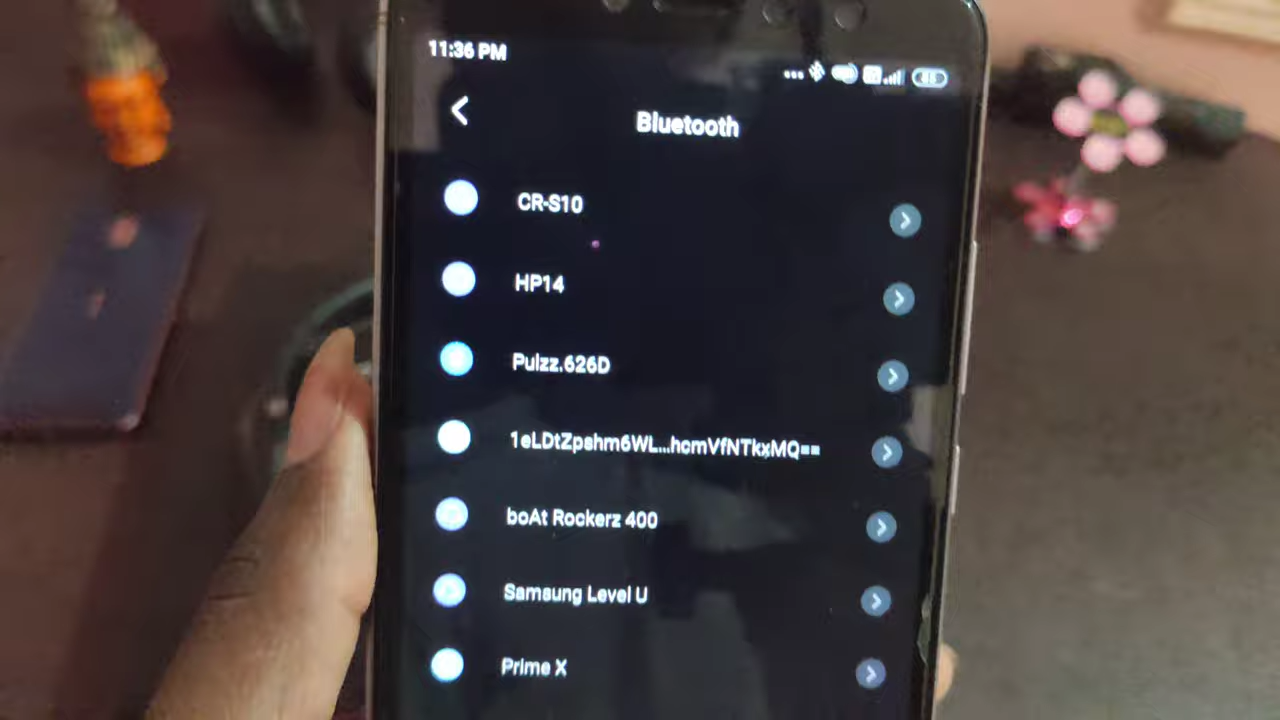 11:36 PM
Bluetooth
CR-S10
HP14
Pulzz.626D
1eLDtZpshm6WL...hcmVfNTkxMQ==
boAt Rockerz 400
Samsung Level U
Prime X